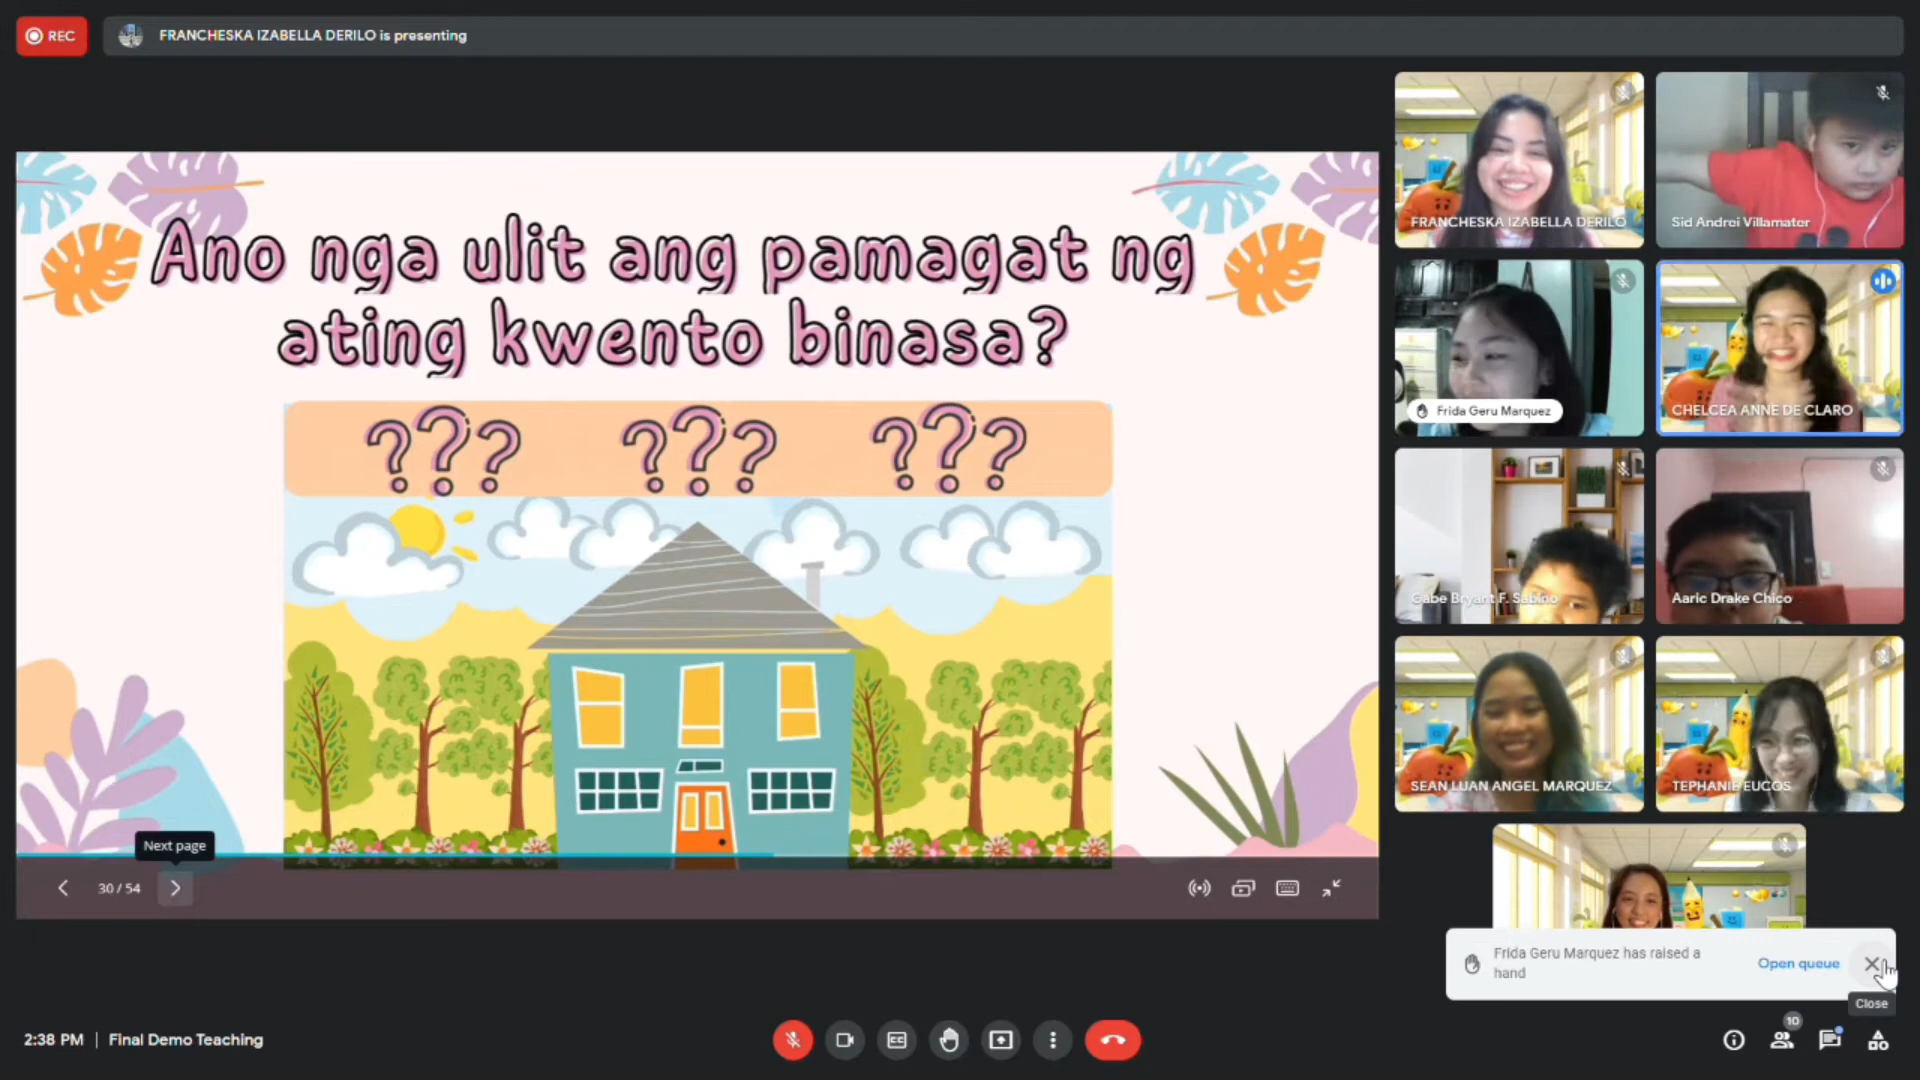 REC
FRANCHESKA IZABELLA DERILO is presenting
Ano nga ulit ang pamagat ng
ating kwento binasa?
??? ??? ???
Next page
30 / 54
FRANCHESKA IZABELLA DERILO
Sid Andrei Villamater
Frida Geru Marquez
CHELCEA ANNE DE CLARO
Gabe Bryant F. Sabino
Aaric Drake Chico
SEAN LUAN ANGEL MARQUEZ
TEPHANIE EUCOS
Frida Geru Marquez has raised a
hand
Open queue
Close
2:38 PM | Final Demo Teaching
CC
10